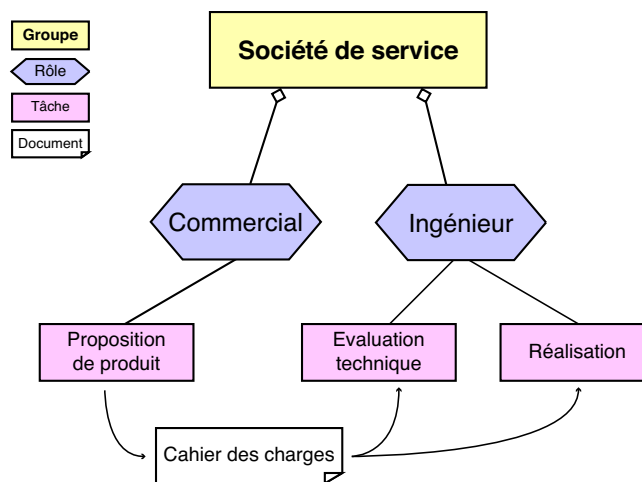 Groupe
Rôle
Tâche
Document
Société de service
Commercial
Ingénieur
Proposition
de produit
Evaluation
technique
Réalisation
Cahier des charges